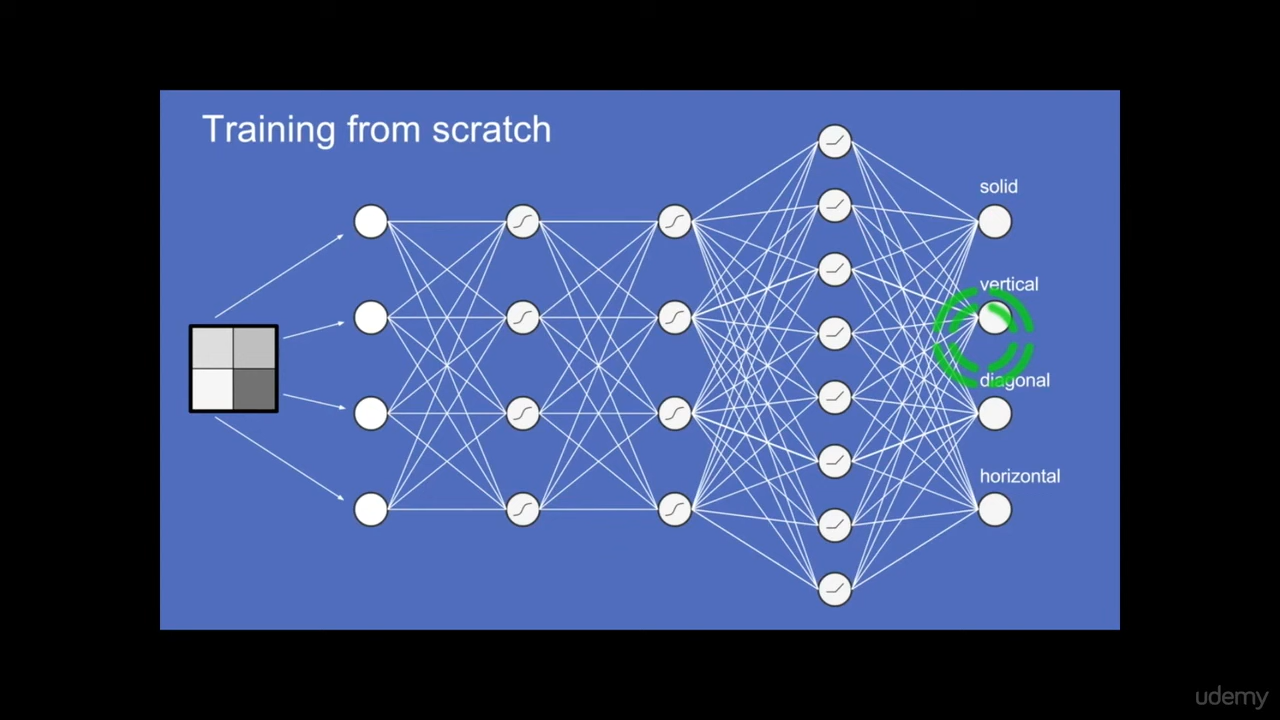 Training from scratch
solid
vertical
diagonal
horizontal
udemy